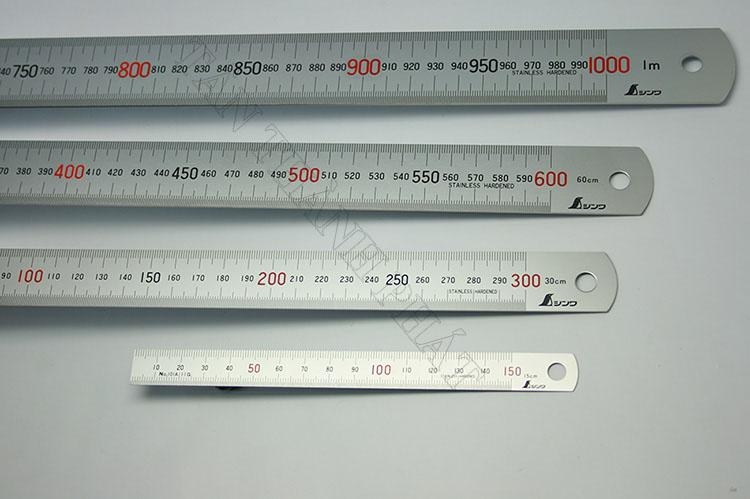 740 750 760 770 780 790 800 810 820 830 840 850 860 870 880 890 900 910 920 930 940 950 960 970 980 990 1000 1m
STAINLESS HARDENED
シンワ
370 380 390 400 410 420 430 440 450 460 470 480 490 500 510 520 530 540 550 560 570 580 590 600 60cm
STAINLESS HARDENED
シンワ
90 100 110 120 130 140 150 160 170 180 190 200 210 220 230 240 250 260 270 280 290 300 30cm
STAINLESS HARDENED
シンワ
10 20 30 40 50 60 70 80 90 100 110 120 130 140 150 15cm
STAINLESS HARDENED
シンワ
TÂN THÀNH PHÁT